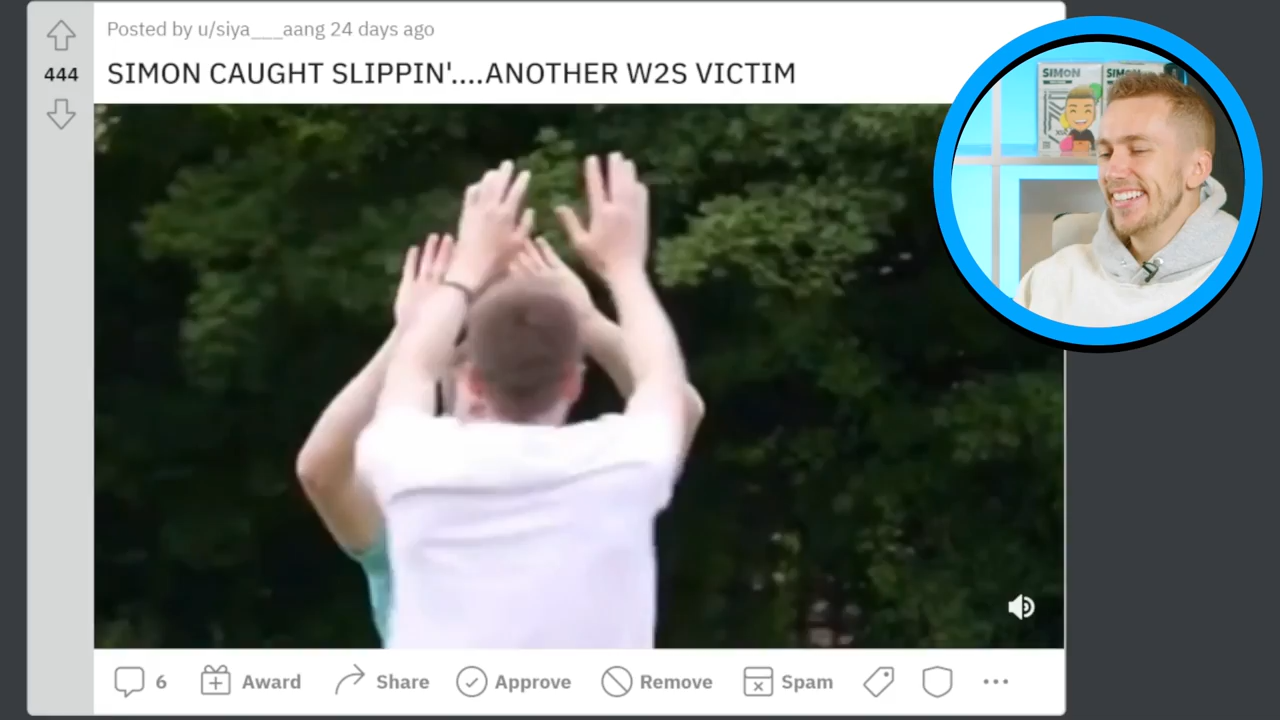 Posted by u/siya___aang 24 days ago
444
SIMON CAUGHT SLIPPIN'....ANOTHER W2S VICTIM
SIMON
6
Award
Share
Approve
Remove
Spam